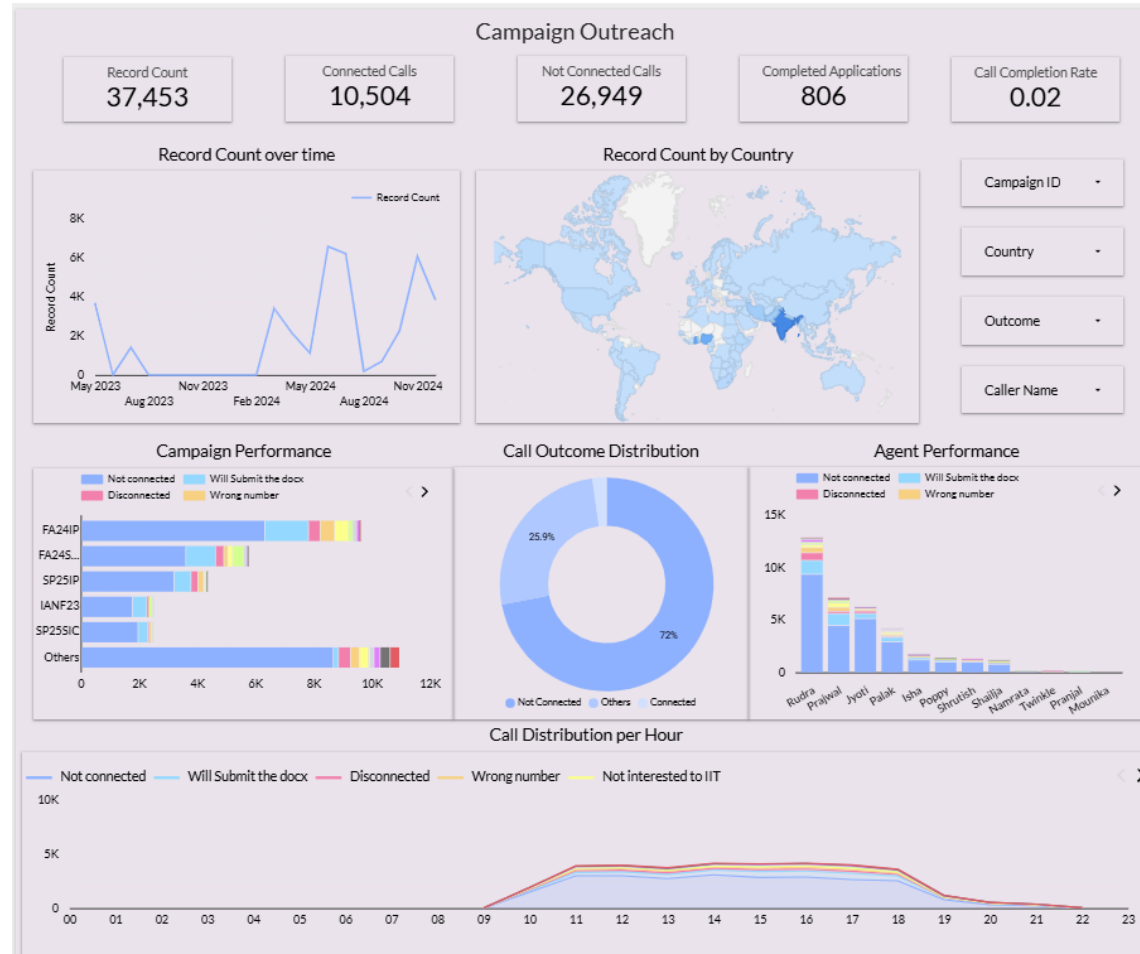 Campaign Outreach
Record Count
37,453
Connected Calls
10,504
Not Connected Calls
26,949
Completed Applications
806
Call Completion Rate
0.02
Record Count over time
Record Count
Record Count
8K
6K
4K
2K
0
May 2023
Aug 2023
Nov 2023
Feb 2024
May 2024
Aug 2024
Nov 2024
Record Count by Country
Campaign ID
Country
Outcome
Caller Name
Campaign Performance
Not connected
Will Submit the docx
Disconnected
Wrong number
FA24IP
FA24S...
SP25IP
IANF23
SP25SIC
Others
0
2K
4K
6K
8K
10K
12K
Call Outcome Distribution
25.9%
72%
Not Connected
Others
Connected
Agent Performance
Not connected
Will Submit the docx
Disconnected
Wrong number
15K
10K
5K
0
Rudra
Prajwal
Jyoti
Palak
Isha
Poppy
Shrutish
Shailja
Namrata
Twinkle
Pranjal
Mounika
Call Distribution per Hour
Not connected
Will Submit the docx
Disconnected
Wrong number
Not interested to IIT
10K
5K
0
00 01 02 03 04 05 06 07 08 09 10 11 12 13 14 15 16 17 18 19 20 21 22 23